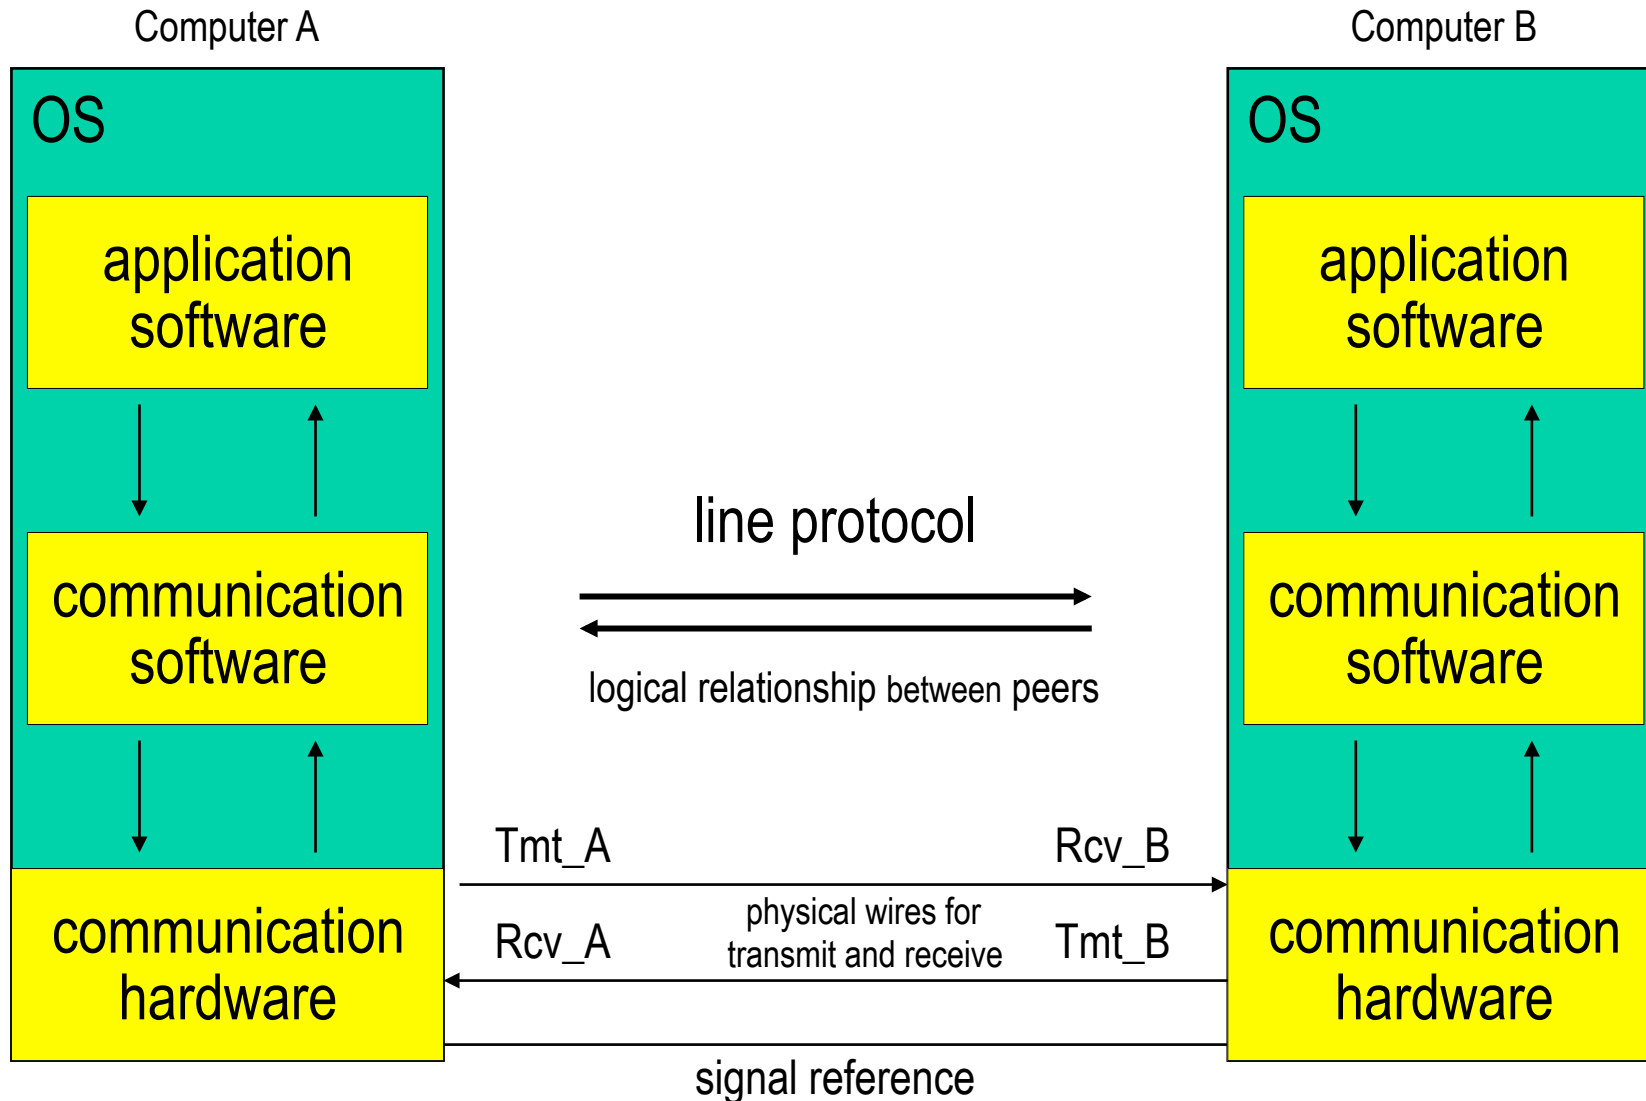 Computer A
OS
application
software
communication
software
communication
hardware
line protocol
logical relationship between peers
Tmt_A
Rcv_B
physical wires for
transmit and receive
Rcv_A
Tmt_B
signal reference
Computer B
OS
application
software
communication
software
communication
hardware